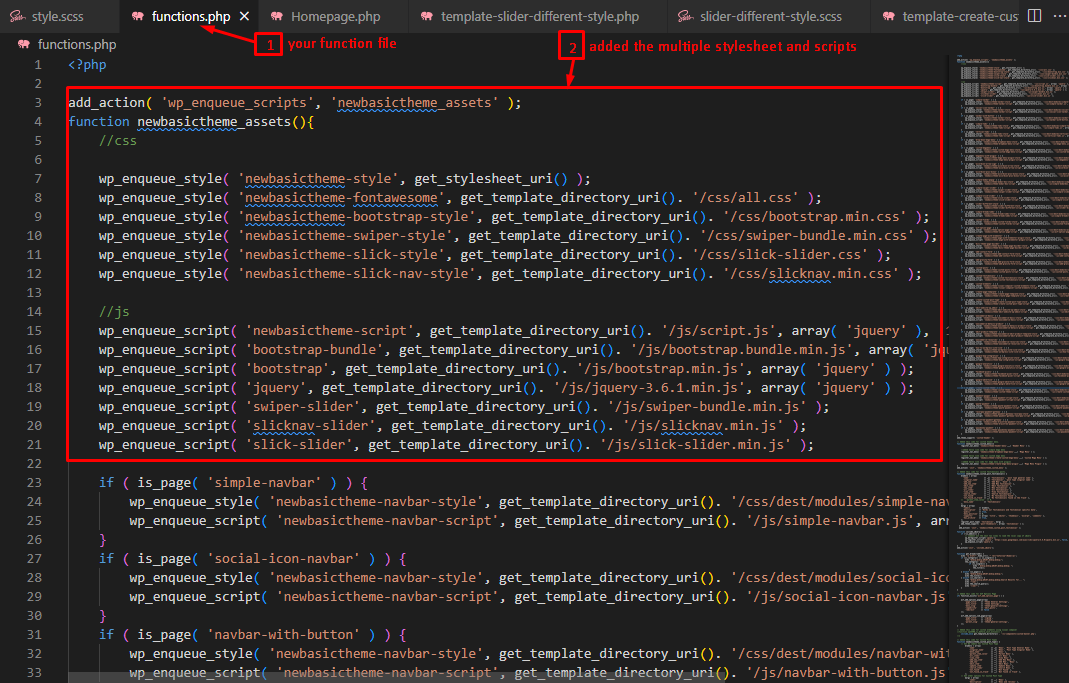 style.scss functions.php Homepage.php template-slider-different-style.php slider-different-style.scss template-create-cus
functions.php
1 your function file
2 added the multiple stylesheet and scripts
1 <?php
2
3 add_action( 'wp_enqueue_scripts', 'newbasictheme_assets' );
4 function newbasictheme_assets(){
5 //css
6
7 wp_enqueue_style( 'newbasictheme-style', get_stylesheet_uri() );
8 wp_enqueue_style( 'newbasictheme-fontawesome', get_template_directory_uri(). '/css/all.css' );
9 wp_enqueue_style( 'newbasictheme-bootstrap-style', get_template_directory_uri(). '/css/bootstrap.min.css' );
10 wp_enqueue_style( 'newbasictheme-swiper-style', get_template_directory_uri(). '/css/swiper-bundle.min.css' );
11 wp_enqueue_style( 'newbasictheme-slick-style', get_template_directory_uri(). '/css/slick-slider.css' );
12 wp_enqueue_style( 'newbasictheme-slick-nav-style', get_template_directory_uri(). '/css/slicknav.min.css' );
13
14 //js
15 wp_enqueue_script( 'newbasictheme-script', get_template_directory_uri(). '/js/script.js', array( 'jquery' ),
16 wp_enqueue_script( 'bootstrap-bundle', get_template_directory_uri(). '/js/bootstrap.bundle.min.js', array( 'jqu
17 wp_enqueue_script( 'bootstrap', get_template_directory_uri(). '/js/bootstrap.min.js', array( 'jquery' ) );
18 wp_enqueue_script( 'jquery', get_template_directory_uri(). '/js/jquery-3.6.1.min.js', array( 'jquery' ) );
19 wp_enqueue_script( 'swiper-slider', get_template_directory_uri(). '/js/swiper-bundle.min.js' );
20 wp_enqueue_script( 'slicknav-slider', get_template_directory_uri(). '/js/slicknav.min.js' );
21 wp_enqueue_script( 'slick-slider', get_template_directory_uri(). '/js/slick-slider.min.js' );
22
23 if ( is_page( 'simple-navbar' ) ) {
24 wp_enqueue_style( 'newbasictheme-navbar-style', get_template_directory_uri(). '/css/dest/modules/simple-nav
25 wp_enqueue_script( 'newbasictheme-navbar-script', get_template_directory_uri(). '/js/simple-navbar.js', arr
26 }
27 if ( is_page( 'social-icon-navbar' ) ) {
28 wp_enqueue_style( 'newbasictheme-navbar-style', get_template_directory_uri(). '/css/dest/modules/social-ico
29 wp_enqueue_script( 'newbasictheme-navbar-script', get_template_directory_uri(). '/js/social-icon-navbar.js'
30 }
31 if ( is_page( 'navbar-with-button' ) ) {
32 wp_enqueue_style( 'newbasictheme-navbar-style', get_template_directory_uri(). '/css/dest/modules/navbar-wit
33 wp_enqueue_script( 'newbasictheme-navbar-script', get_template_directory_uri(). '/js/navbar-with-button.js'